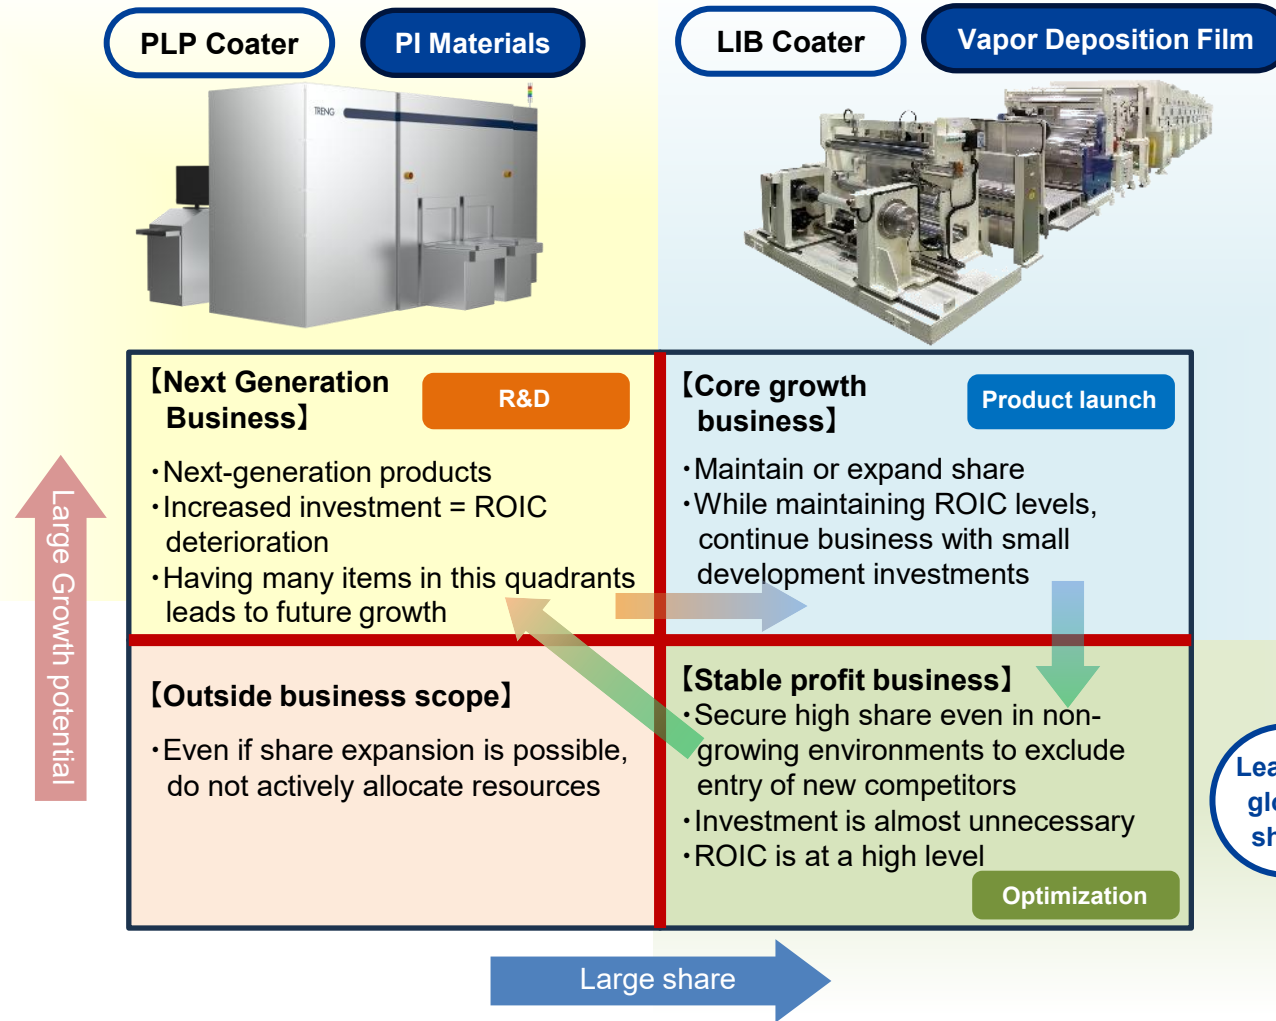 PLP Coater
PI Materials
LIB Coater
Vapor Deposition Film
TRENG
【Next Generation
Business】
R&D
・Next-generation products
・Increased investment = ROIC
deterioration
・Having many items in this quadrants
leads to future growth
【Core growth
business】
Product launch
・Maintain or expand share
・While maintaining ROIC levels,
continue business with small
development investments
Large Growth potential
【Outside business scope】
・Even if share expansion is possible,
do not actively allocate resources
【Stable profit business】
・Secure high share even in non-
growing environments to exclude
entry of new competitors
・Investment is almost unnecessary
・ROIC is at a high level
Optimization
Large share